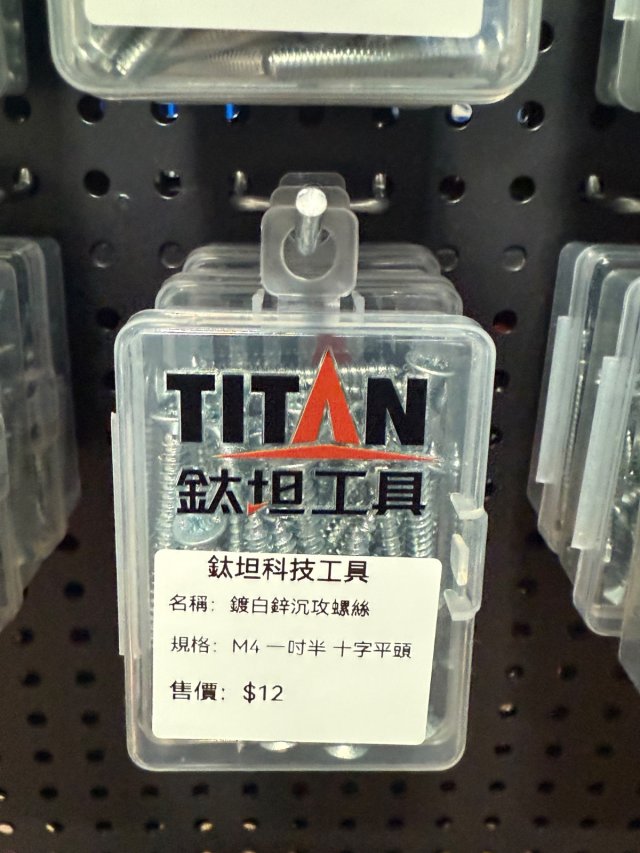 TITAN
鈦坦工具
鈦坦科技工具
名稱: 鍍白鋅沉攻螺絲
規格: M4 一吋半 十字平頭
售價: $12